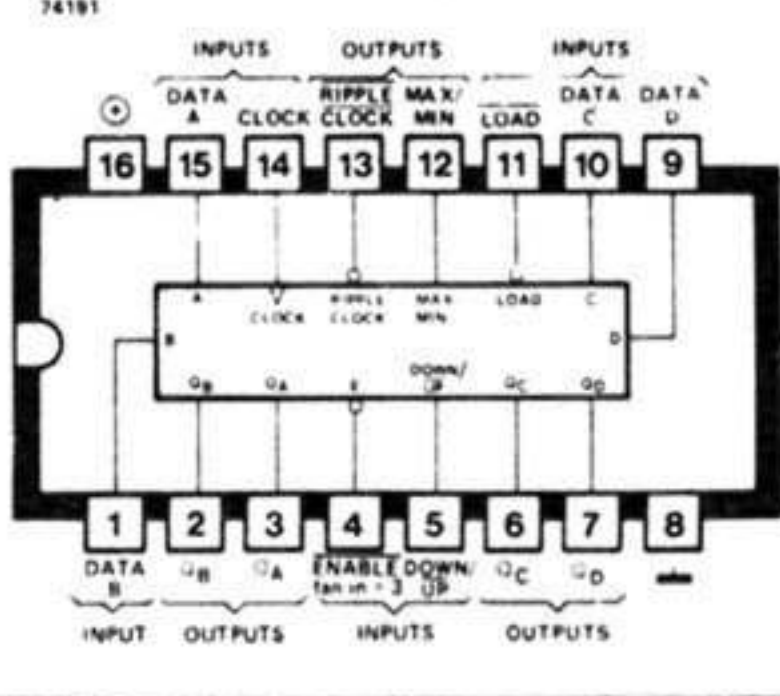 74191
INPUTS OUTPUTS INPUTS
DATA A CLOCK RIPPLE CLOCK MAX/ MIN LOAD DATA C DATA D
16 15 14 13 12 11 10 9
A CLOCK RIPPLE CLOCK MAX MIN LOAD C
B D
QB QA E DOWN/ UP QC QD
1 2 3 4 5 6 7 8
DATA B QB QA ENABLE fan in = 3 DOWN/ UP QC QD
INPUT OUTPUTS INPUTS OUTPUTS